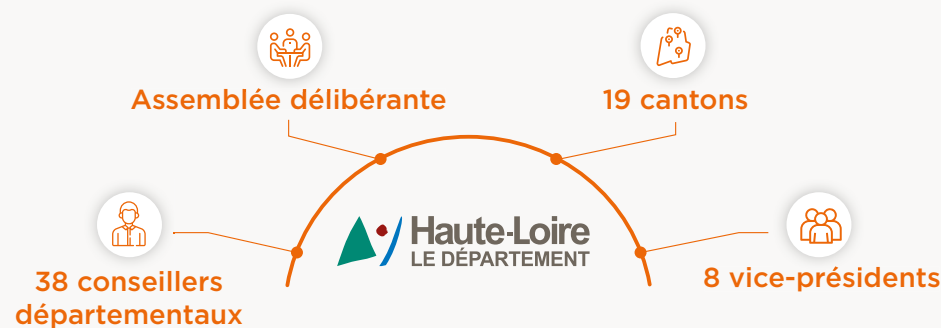 Assemblée délibérante
19 cantons
Haute-Loire
LE DÉPARTEMENT
38 conseillers
départementaux
8 vice-présidents